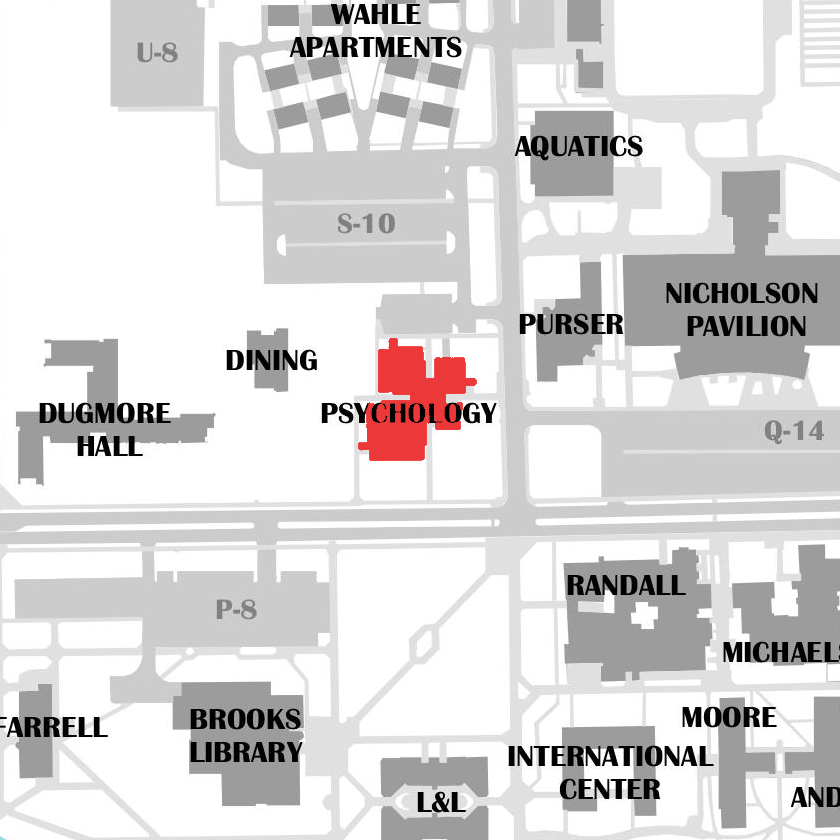 WAHLE
APARTMENTS
U-8
AQUATICS
S-10
NICHOLSON
PAVILION
PURSER
DINING
DUGMORE
HALL
PSYCHOLOGY
Q-14
RANDALL
P-8
MICHAELS
FARRELL
BROOKS
LIBRARY
MOORE
INTERNATIONAL
CENTER
L&L
AND